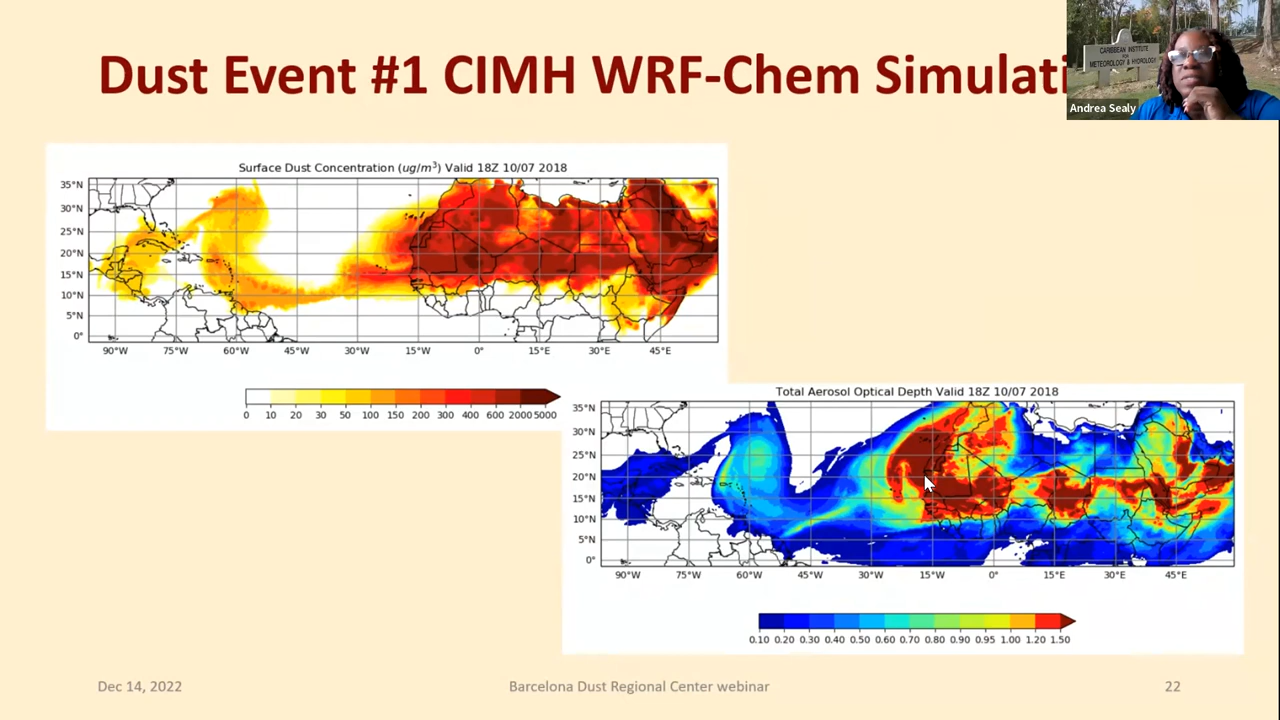 Dust Event #1 CIMH WRF-Chem Simulati
CARIBBEAN INSTITUTE
FOR
METEOROLOGY & HYDROLOGY
Andrea Sealy
Surface Dust Concentration (ug/m³) Valid 18Z 10/07 2018
35°N
30°N
25°N
20°N
15°N
10°N
5°N
0°
90°W 75°W 60°W 45°W 30°W 15°W 0° 15°E 30°E 45°E
0 10 20 30 50 100 150 200 300 400 600 2000 5000
Total Aerosol Optical Depth Valid 18Z 10/07 2018
35°N
30°N
25°N
20°N
15°N
10°N
5°N
0°
90°W 75°W 60°W 45°W 30°W 15°W 0° 15°E 30°E 45°E
0.10 0.20 0.30 0.40 0.50 0.60 0.70 0.80 0.90 0.95 1.00 1.20 1.50
Dec 14, 2022 Barcelona Dust Regional Center webinar 22